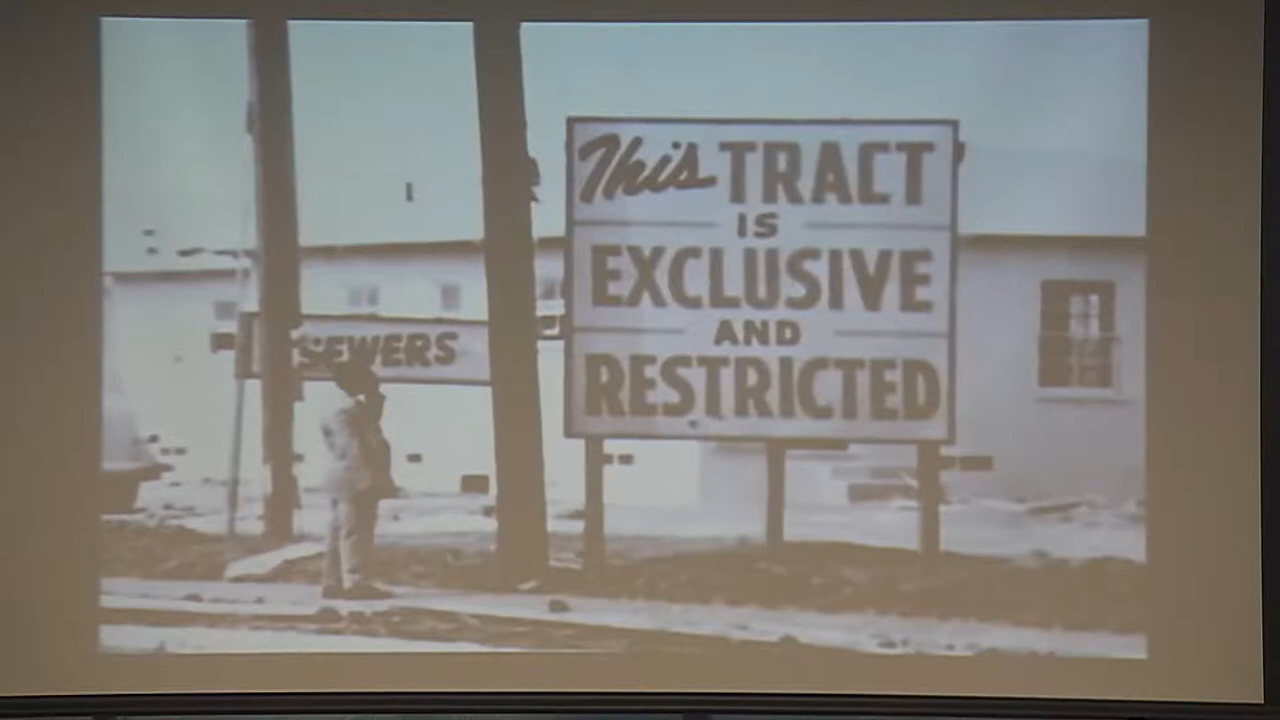 This TRACT
IS
EXCLUSIVE
AND
RESTRICTED
SEWERS